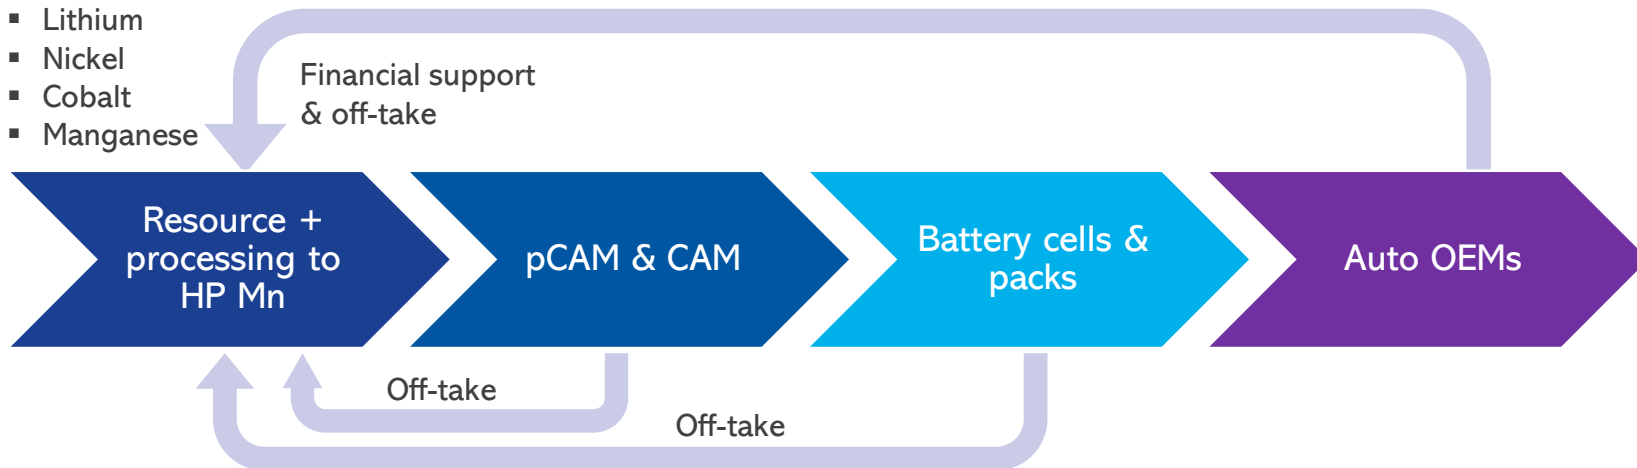 ▪ Lithium
▪ Nickel
▪ Cobalt
▪ Manganese
Financial support
& off-take
Resource +
processing to
HP Mn
pCAM & CAM
Battery cells &
packs
Auto OEMs
Off-take
Off-take